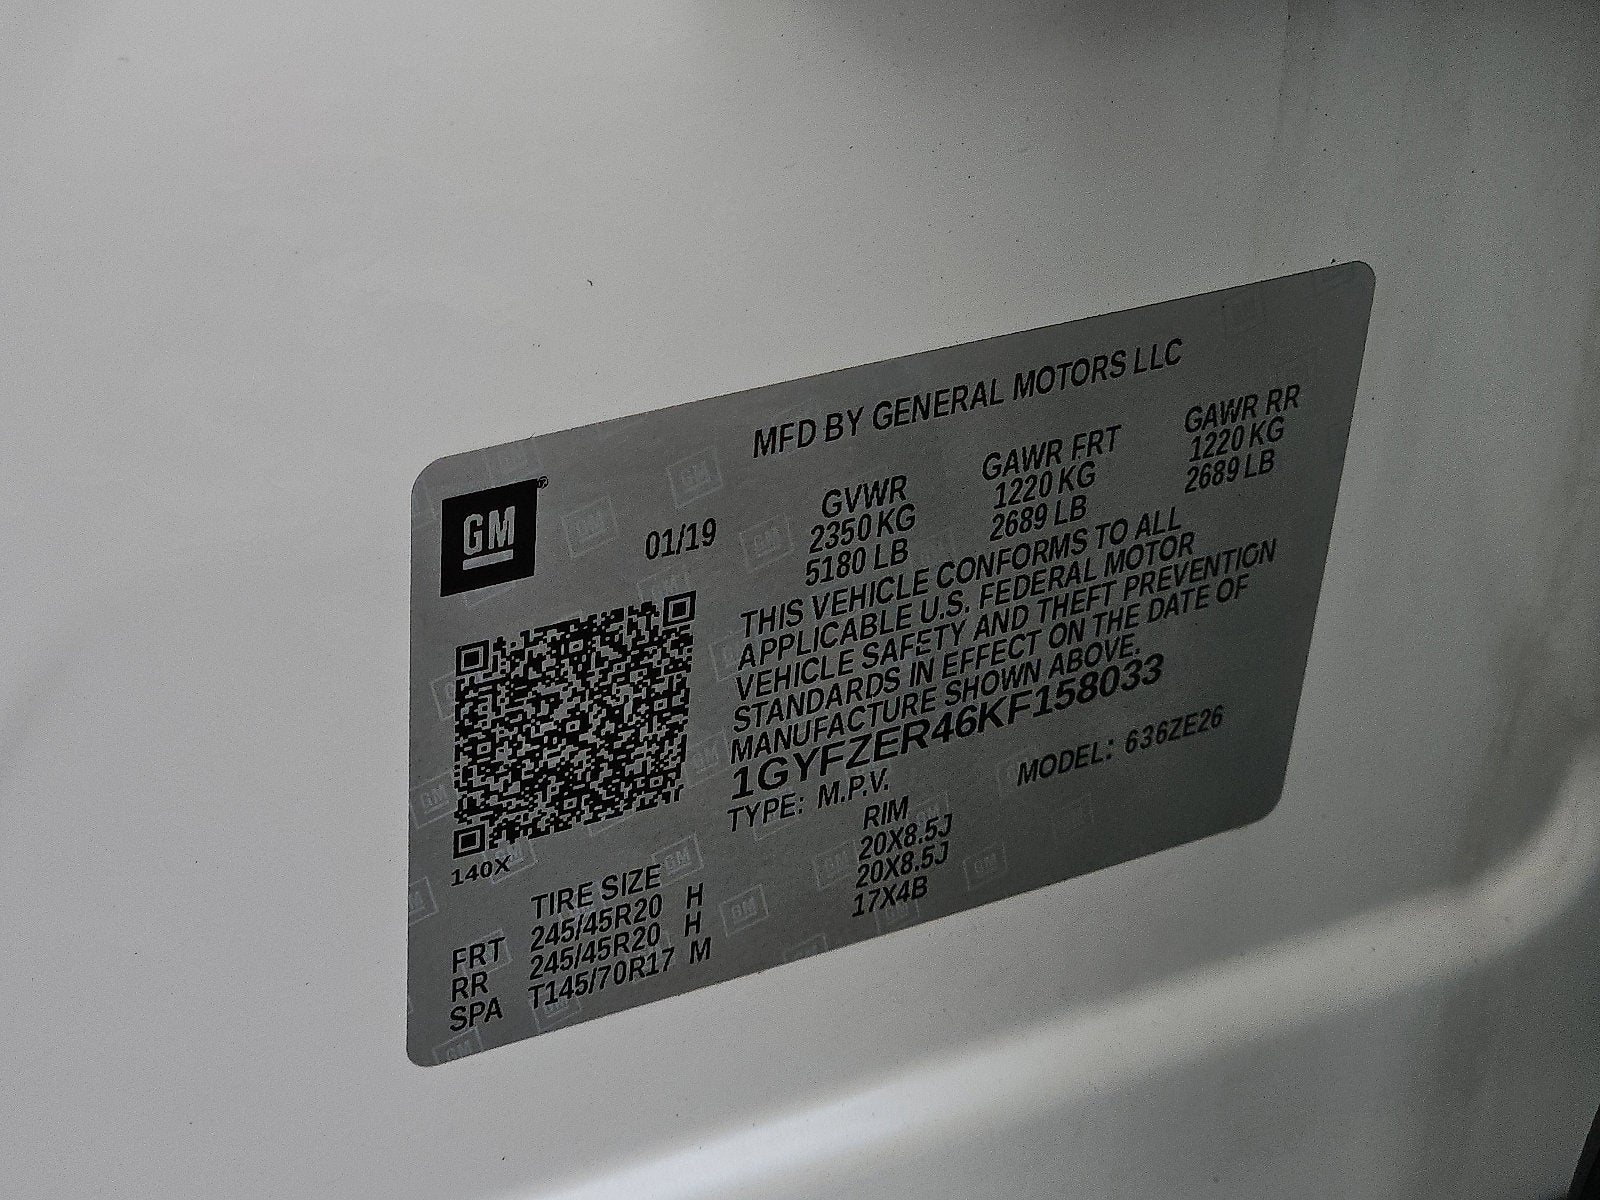 MFD BY GENERAL MOTORS LLC
GM
01/19
GVWR GAWR FRT GAWR RR
2350 KG 1220 KG 1220 KG
5180 LB 2689 LB 2689 LB
THIS VEHICLE CONFORMS TO ALL
APPLICABLE U.S. FEDERAL MOTOR
VEHICLE SAFETY AND THEFT PREVENTION
STANDARDS IN EFFECT ON THE DATE OF
MANUFACTURE SHOWN ABOVE.
1GYFZER46KF158033
TYPE: M.P.V. MODEL: 636ZE26
140X
TIRE SIZE RIM
FRT 245/45R20 H 20X8.5J
RR 245/45R20 H 20X8.5J
SPA T145/70R17 M 17X4B